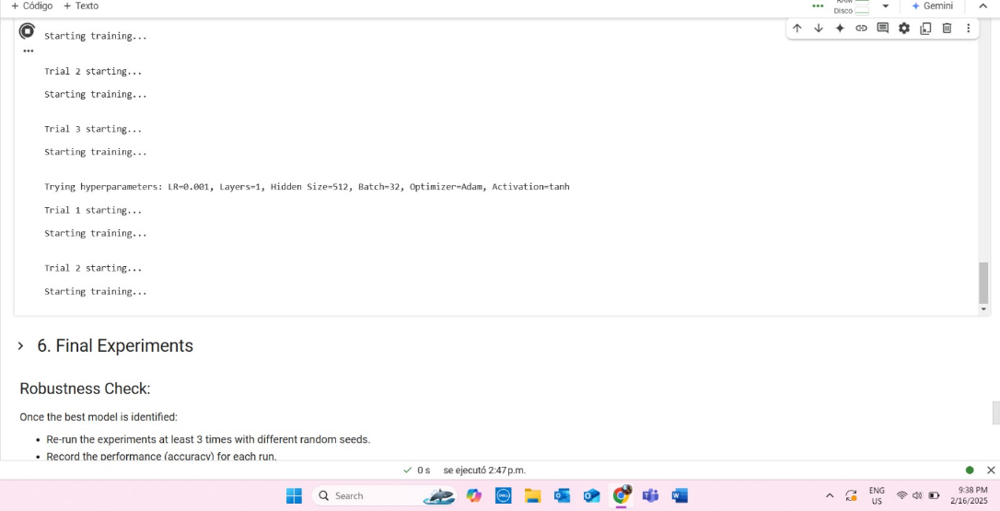 + Código + Texto
RAM
Disco
Gemini
Starting training...
Trial 2 starting...
Starting training...
Trial 3 starting...
Starting training...
Trying hyperparameters: LR=0.001, Layers=1, Hidden Size=512, Batch=32, Optimizer=Adam, Activation=tanh
Trial 1 starting...
Starting training...
Trial 2 starting...
Starting training...
6. Final Experiments
Robustness Check:
Once the best model is identified:
• Re-run the experiments at least 3 times with different random seeds.
• Record the performance (accuracy) for each run.
0 s se ejecutó 2:47 p.m.
Search
DELL
ENG
US
9:38 PM
2/16/2025